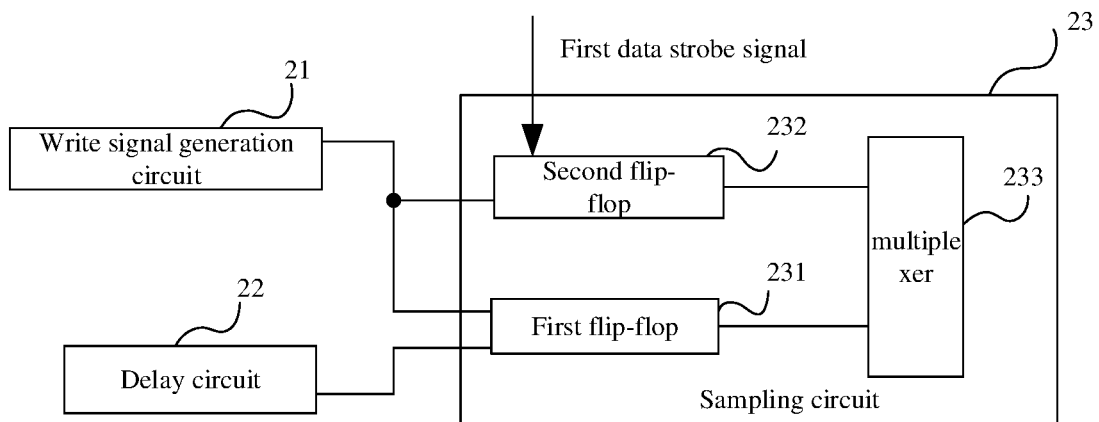 23
First data strobe signal
21
Write signal generation
circuit
232
Second flip-
flop
233
multiple
xer
231
First flip-flop
22
Delay circuit
Sampling circuit